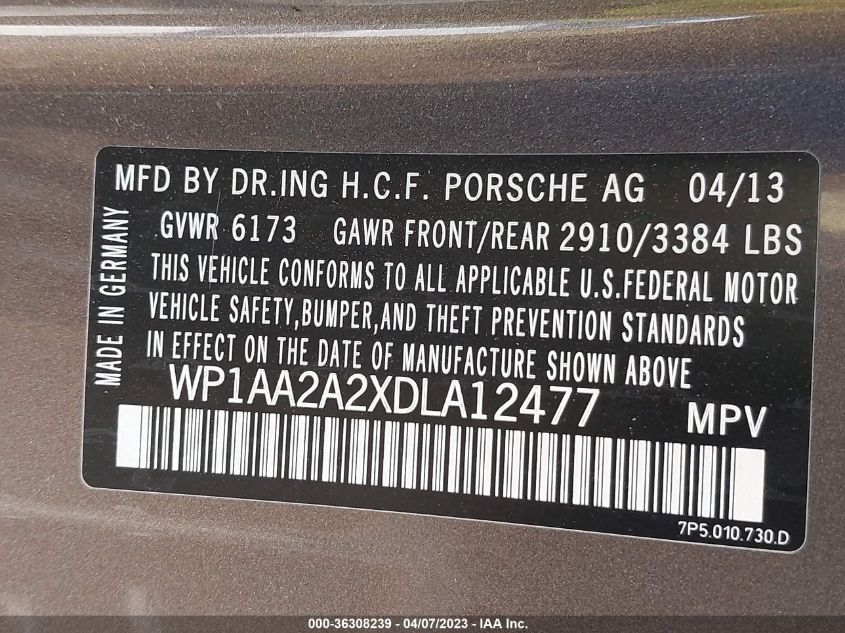 MFD BY DR.ING H.C.F. PORSCHE AG 04/13
GVWR 6173 GAWR FRONT/REAR 2910/3384 LBS
THIS VEHICLE CONFORMS TO ALL APPLICABLE U.S.FEDERAL MOTOR
VEHICLE SAFETY,BUMPER,AND THEFT PREVENTION STANDARDS
IN EFFECT ON THE DATE OF MANUFACTURE SHOWN ABOVE
MADE IN GERMANY
WP1AA2A2XDLA12477 MPV
7P5.010.730.D
000-36308239 - 04/07/2023 - IAA Inc.